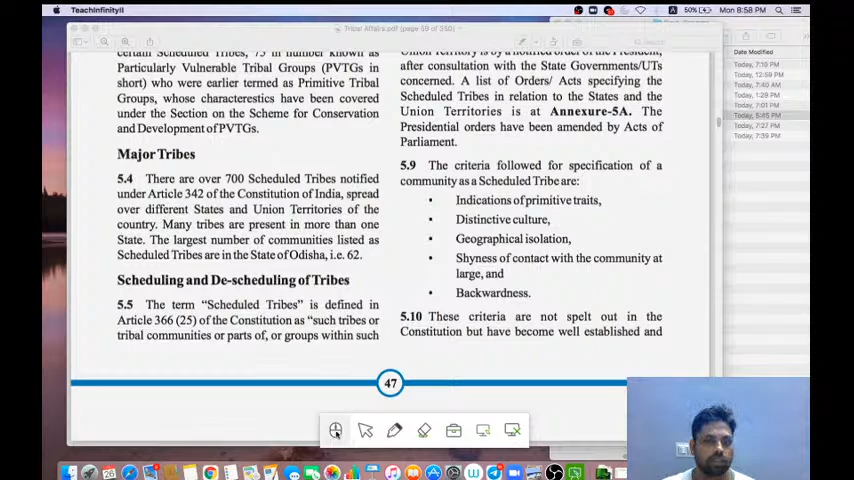 TeachInfinityII
50%
Mon 8:58 PM
Tribal Affairs.pdf (page 59 of 350)
Date Modified
Today, 7:19 PM
Today, 12:59 PM
Today, 7:40 AM
Today, 1:29 PM
Today, 7:01 PM
Today, 5:45 PM
Today, 7:27 PM
Today, 7:39 PM
certain Scheduled Tribes, 75 in number known as
Particularly Vulnerable Tribal Groups (PVTGs in
short) who were earlier termed as Primitive Tribal
Groups, whose characterestics have been covered
under the Section on the Scheme for Conservation
and Development of PVTGs.
Major Tribes
5.4 There are over 700 Scheduled Tribes notified
under Article 342 of the Constitution of India, spread
over different States and Union Territories of the
country. Many tribes are present in more than one
State. The largest number of communities listed as
Scheduled Tribes are in the State of Odisha, i.e. 62.
Scheduling and De-scheduling of Tribes
5.5 The term “Scheduled Tribes” is defined in
Article 366 (25) of the Constitution as “such tribes or
tribal communities or parts of, or groups within such
Union Territory is by a notified order of the President,
after consultation with the State Governments/UTs
concerned. A list of Orders/ Acts specifying the
Scheduled Tribes in relation to the States and the
Union Territories is at Annexure-5A. The
Presidential orders have been amended by Acts of
Parliament.
5.9 The criteria followed for specification of a
community as a Scheduled Tribe are:
• Indications of primitive traits,
• Distinctive culture,
• Geographical isolation,
• Shyness of contact with the community at
large, and
• Backwardness.
5.10 These criteria are not spelt out in the
Constitution but have become well established and
47